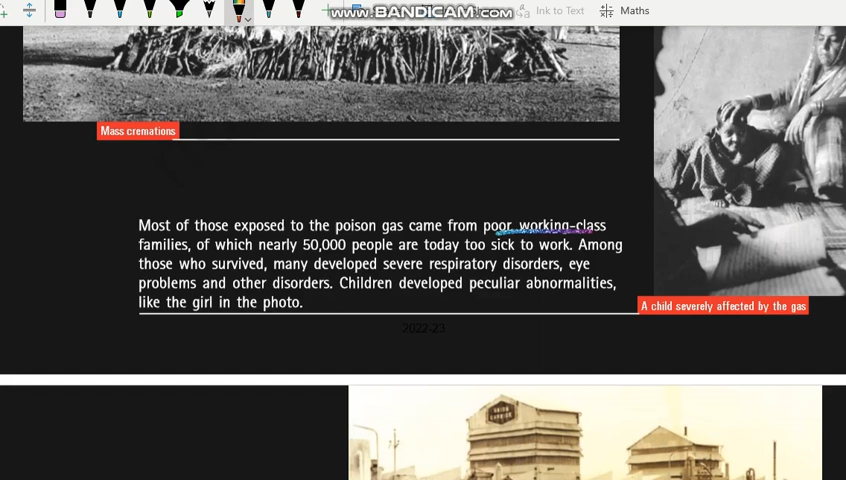 www.BANDICAM.com
Ink to Text
Maths
Mass cremations
Most of those exposed to the poison gas came from poor, working-class
families, of which nearly 50,000 people are today too sick to work. Among
those who survived, many developed severe respiratory disorders, eye
problems and other disorders. Children developed peculiar abnormalities,
like the girl in the photo.
A child severely affected by the gas
2022-23
UNION
CARBIDE